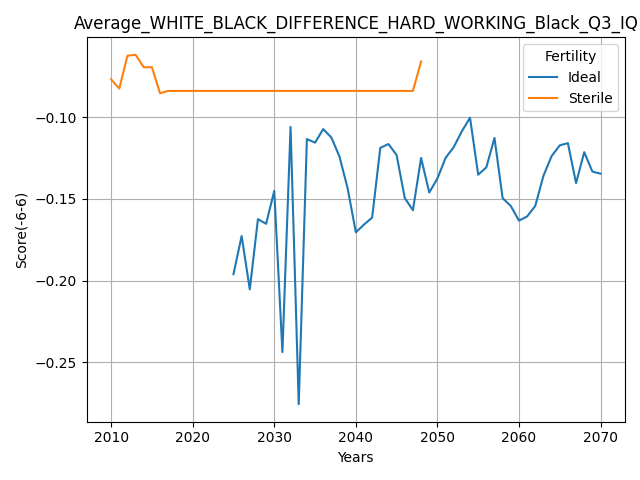 Average_WHITE_BLACK_DIFFERENCE_HARD_WORKING_Black_Q3_IQ
Fertility
Ideal
Sterile
Score(-6-6)
−0.10
−0.15
−0.20
−0.25
2010 2020 2030 2040 2050 2060 2070
Years